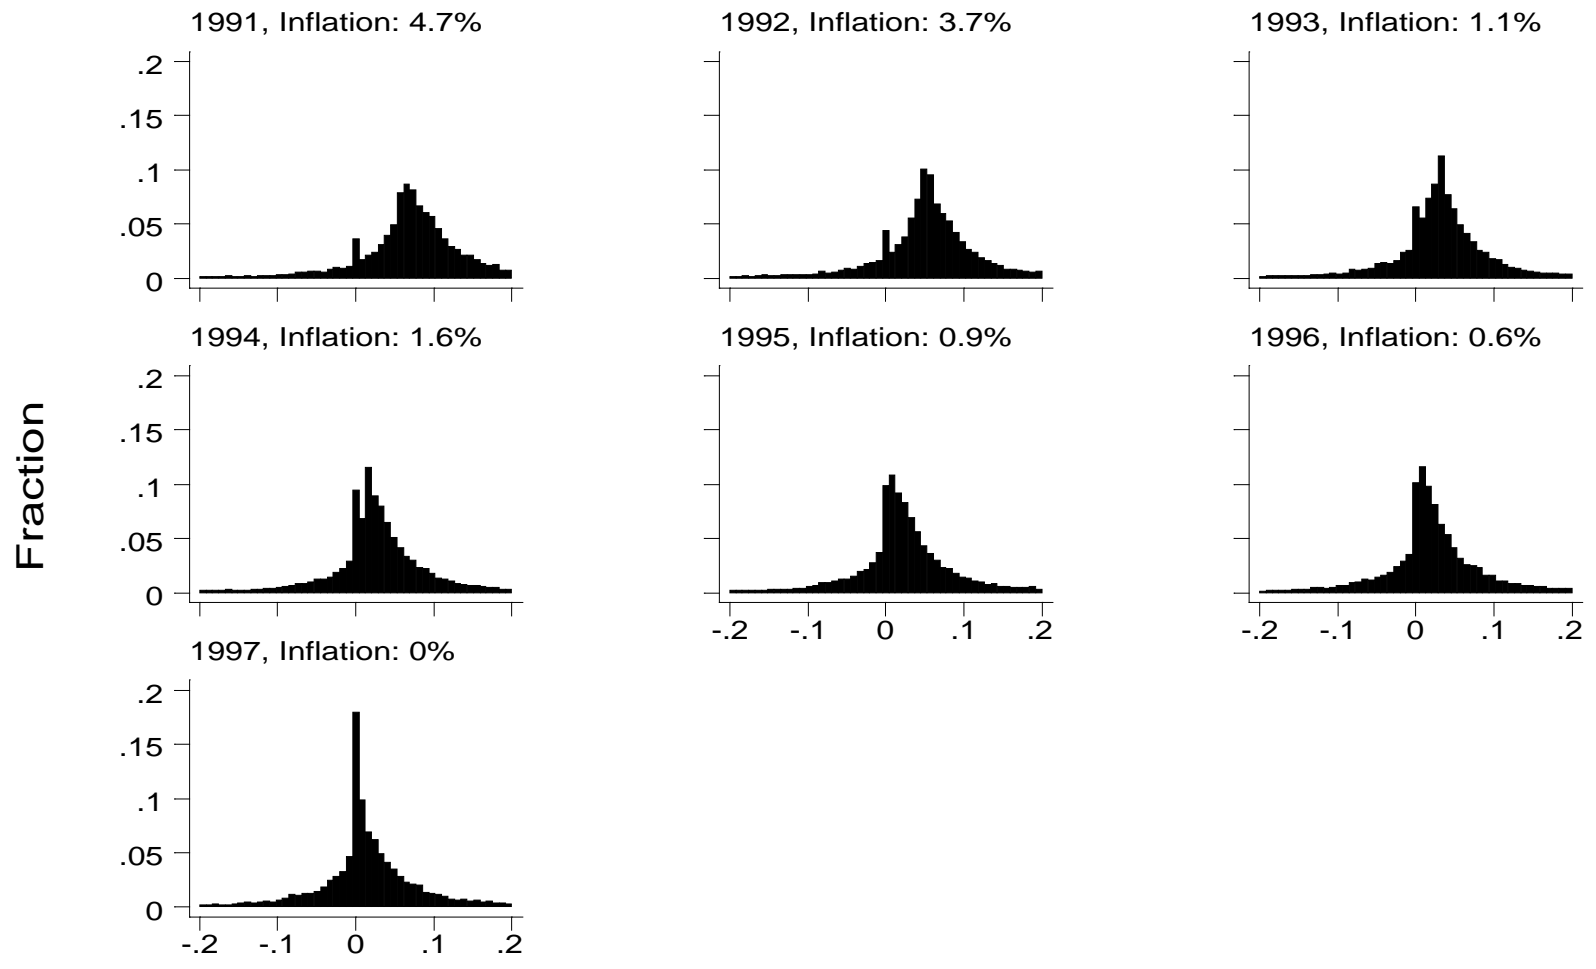 1991, Inflation: 4.7%
1992, Inflation: 3.7%
1993, Inflation: 1.1%
.2
.15
.1
.05
0
1994, Inflation: 1.6%
1995, Inflation: 0.9%
1996, Inflation: 0.6%
.2
.15
.1
.05
0
-.2 -.1 0 .1 .2
-.2 -.1 0 .1 .2
1997, Inflation: 0%
.2
.15
.1
.05
0
-.2 -.1 0 .1 .2
Fraction